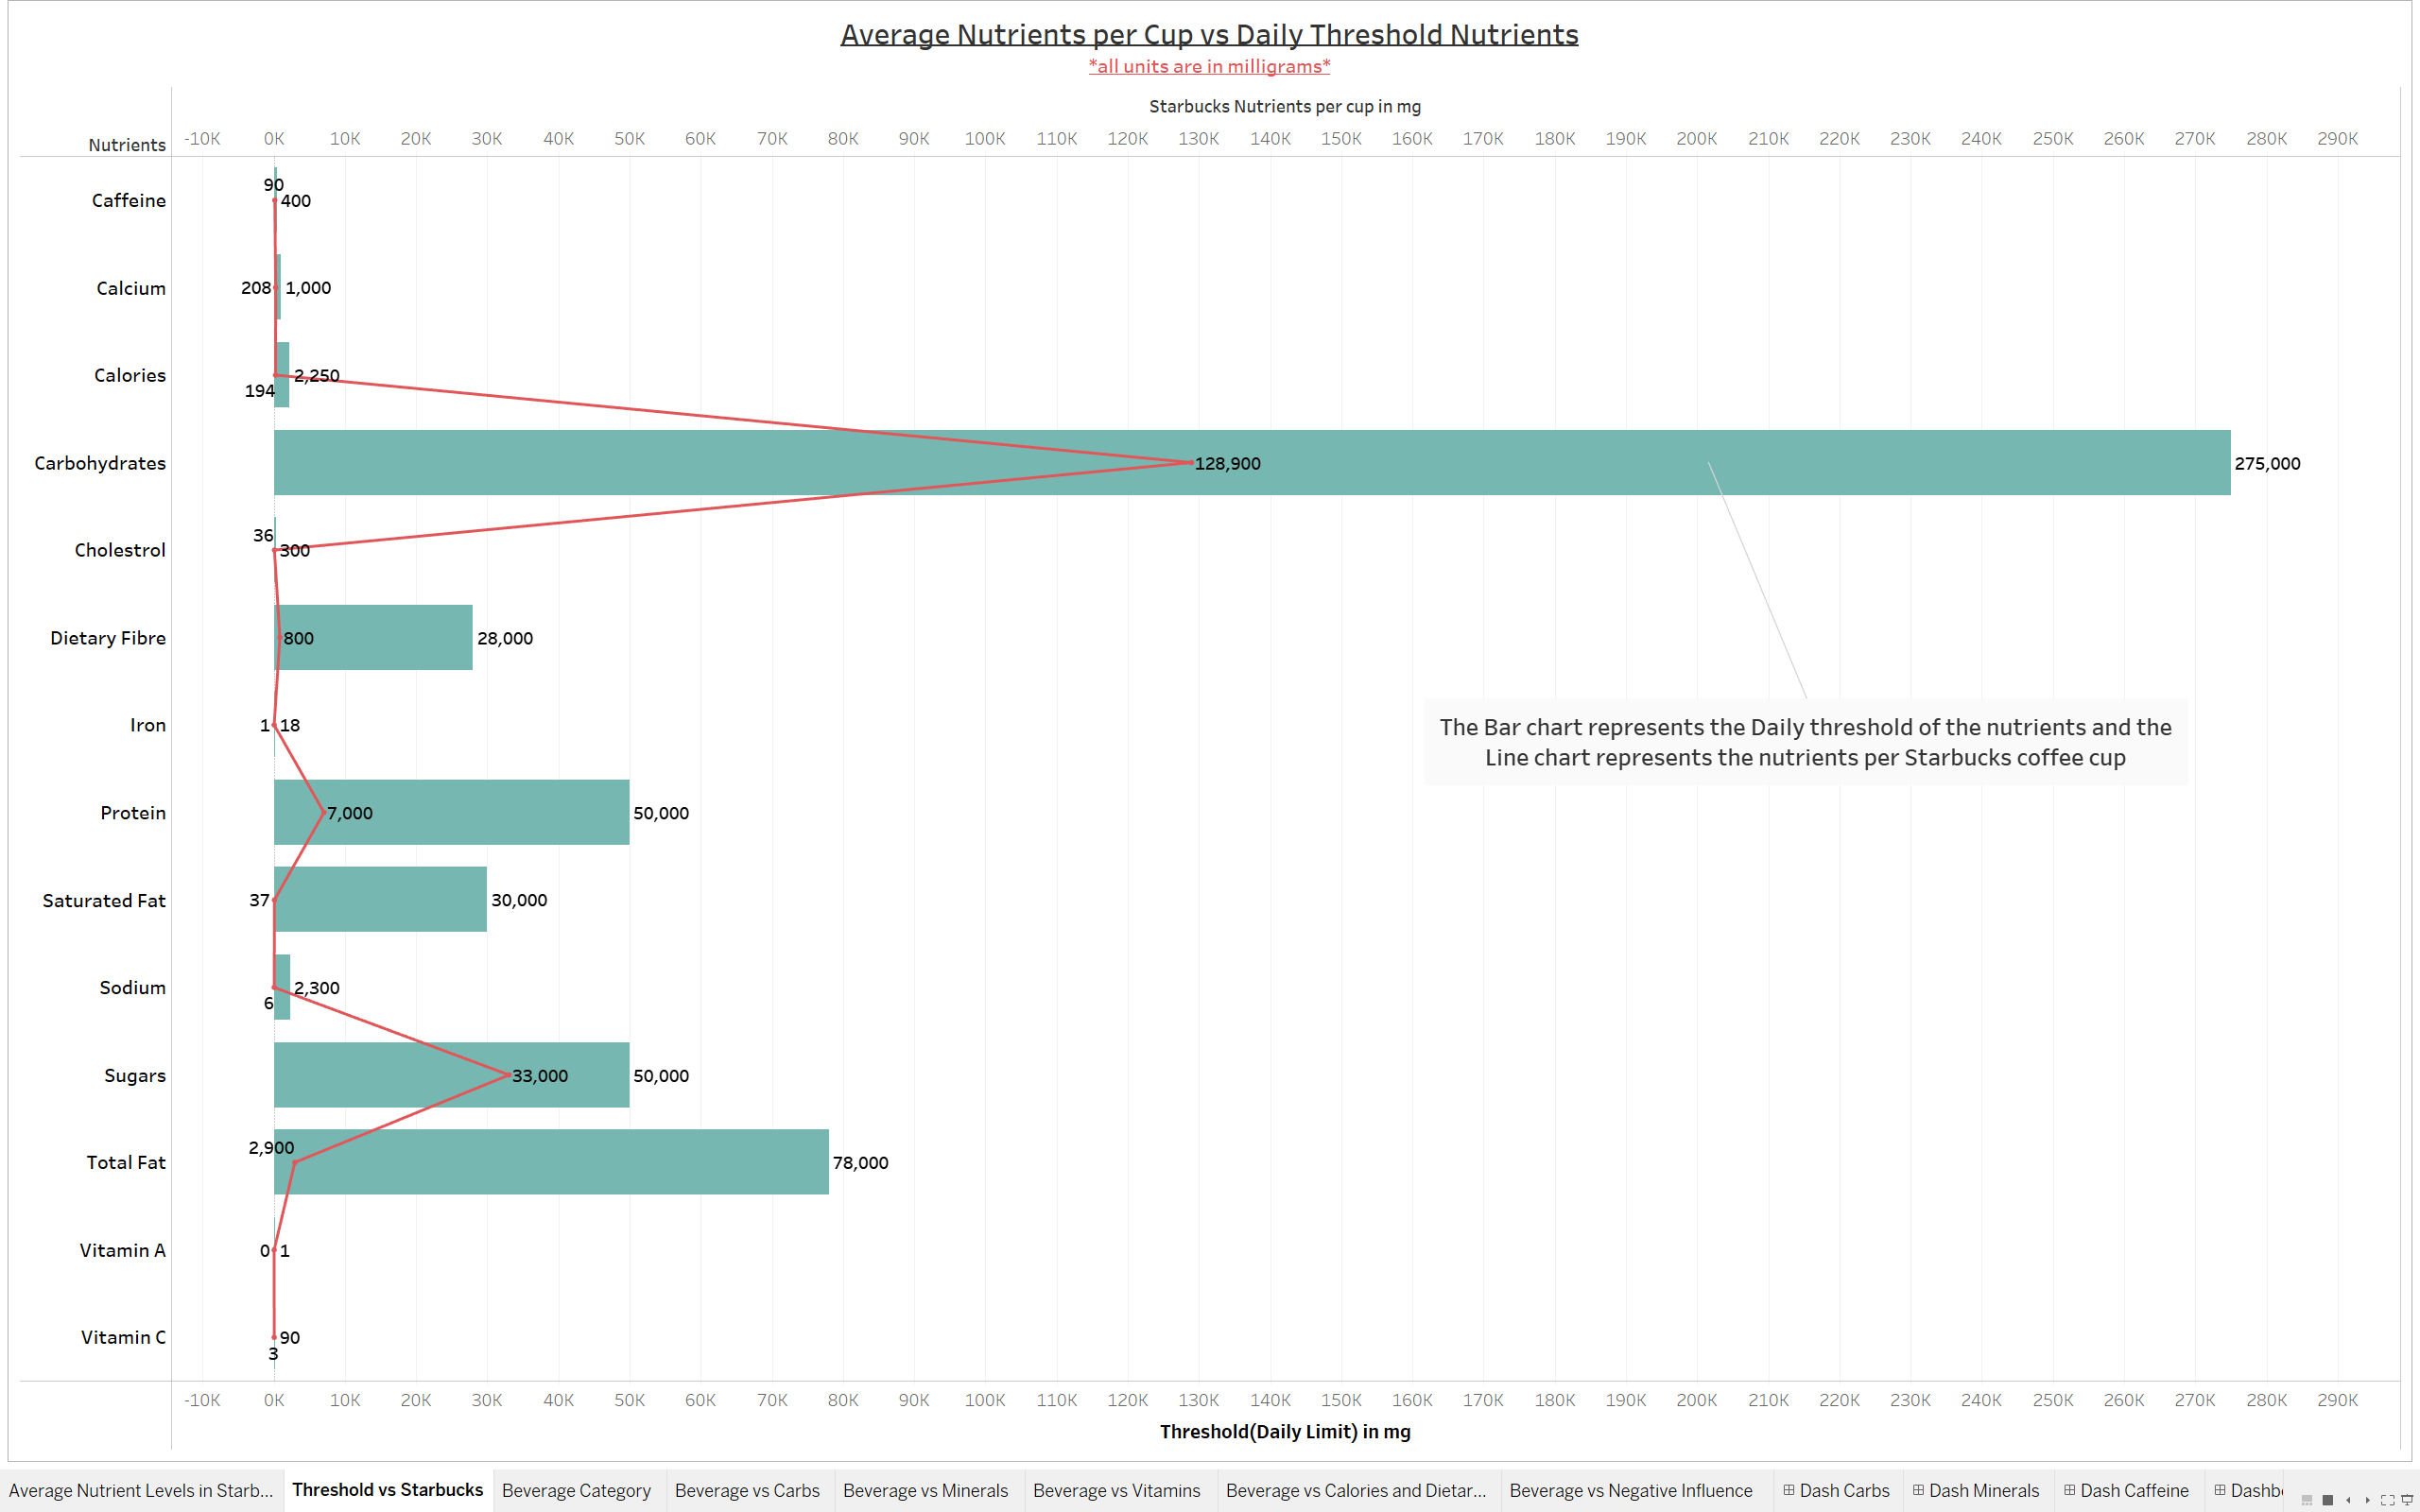 Average Nutrients per Cup vs Daily Threshold Nutrients
*all units are in milligrams*
Starbucks Nutrients per cup in mg
Nutrients -10K 0K 10K 20K 30K 40K 50K 60K 70K 80K 90K 100K 110K 120K 130K 140K 150K 160K 170K 180K 190K 200K 210K 220K 230K 240K 250K 260K 270K 280K 290K
90
Caffeine 400
Calcium 208 1,000
Calories 2,250
194
Carbohydrates 128,900 275,000
36
Cholestrol 300
Dietary Fibre 800 28,000
Iron 1 18
The Bar chart represents the Daily threshold of the nutrients and the
Line chart represents the nutrients per Starbucks coffee cup
Protein 7,000 50,000
Saturated Fat 37 30,000
Sodium 2,300
6
Sugars 33,000 50,000
2,900
Total Fat 78,000
Vitamin A 0 1
Vitamin C 90
3
-10K 0K 10K 20K 30K 40K 50K 60K 70K 80K 90K 100K 110K 120K 130K 140K 150K 160K 170K 180K 190K 200K 210K 220K 230K 240K 250K 260K 270K 280K 290K
Threshold(Daily Limit) in mg
Average Nutrient Levels in Starb... Threshold vs Starbucks Beverage Category Beverage vs Carbs Beverage vs Minerals Beverage vs Vitamins Beverage vs Calories and Dietar... Beverage vs Negative Influence Dash Carbs Dash Minerals Dash Caffeine